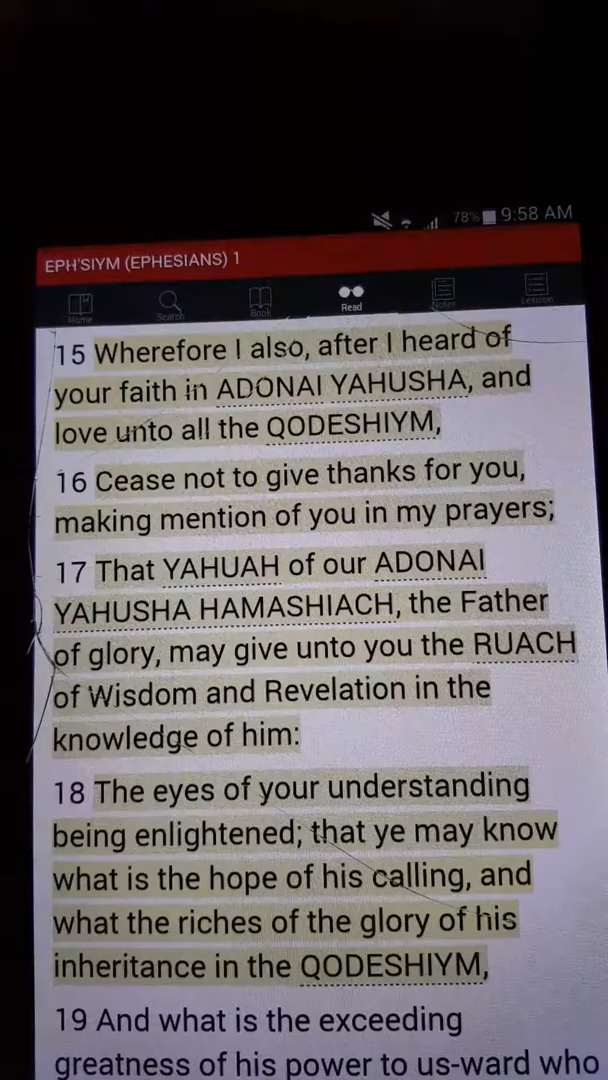 78% 9:58 AM
EPH'SIYM (EPHESIANS) 1
Home Search Book Read Notes Lexicon
15 Wherefore I also, after I heard of
your faith in ADONAI YAHUSHA, and
love unto all the QODESHIYM,
16 Cease not to give thanks for you,
making mention of you in my prayers;
17 That YAHUAH of our ADONAI
YAHUSHA HAMASHIACH, the Father
of glory, may give unto you the RUACH
of Wisdom and Revelation in the
knowledge of him:
18 The eyes of your understanding
being enlightened; that ye may know
what is the hope of his calling, and
what the riches of the glory of his
inheritance in the QODESHIYM,
19 And what is the exceeding
greatness of his power to us-ward who